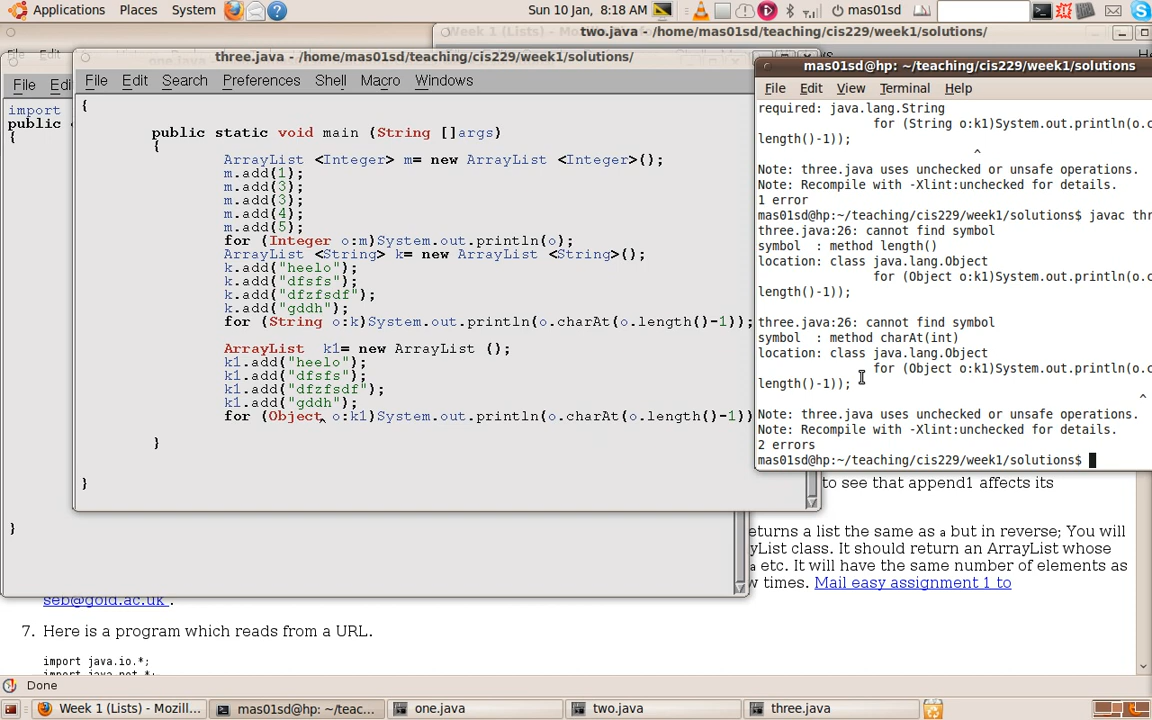 Applications Places System
Sun 10 Jan, 8:18 AM
mas01sd
two.java - /home/mas01sd/teaching/cis229/week1/solutions/
three.java - /home/mas01sd/teaching/cis229/week1/solutions/
File Edit Search Preferences Shell Macro Windows
File
import
public
{
{
public static void main (String []args)
{
ArrayList <Integer> m= new ArrayList <Integer>();
m.add(1);
m.add(3);
m.add(3);
m.add(4);
m.add(5);
for (Integer o:m)System.out.println(o);
ArrayList <String> k= new ArrayList <String>();
k.add("heelo");
k.add("dfsfs");
k.add("dfzfsdf");
k.add("gddh");
for (String o:k)System.out.println(o.charAt(o.length()-1));
ArrayList k1= new ArrayList ();
k1.add("heelo");
k1.add("dfsfs");
k1.add("dfzfsdf");
k1.add("gddh");
for (Object o:k1)System.out.println(o.charAt(o.length()-1))
}
}
}
mas01sd@hp: ~/teaching/cis229/week1/solutions
File Edit View Terminal Help
required: java.lang.String
for (String o:k1)System.out.println(o.c
length()-1));
^
Note: three.java uses unchecked or unsafe operations.
Note: Recompile with -Xlint:unchecked for details.
1 error
mas01sd@hp:~/teaching/cis229/week1/solutions$ javac thr
three.java:26: cannot find symbol
symbol : method length()
location: class java.lang.Object
for (Object o:k1)System.out.println(o.c
length()-1));
three.java:26: cannot find symbol
symbol : method charAt(int)
location: class java.lang.Object
for (Object o:k1)System.out.println(o.c
length()-1));
^
Note: three.java uses unchecked or unsafe operations.
Note: Recompile with -Xlint:unchecked for details.
2 errors
mas01sd@hp:~/teaching/cis229/week1/solutions$
to see that append1 affects its
eturns a list the same as a but in reverse; You will
yList class. It should return an ArrayList whose
a etc. It will have the same number of elements as
w times. Mail easy assignment 1 to
seb@gold.ac.uk .
7. Here is a program which reads from a URL.
import java.io.*;
import java.net.*;
Done
Week 1 (Lists) - Mozill...
mas01sd@hp: ~/teac...
one.java
two.java
three.java